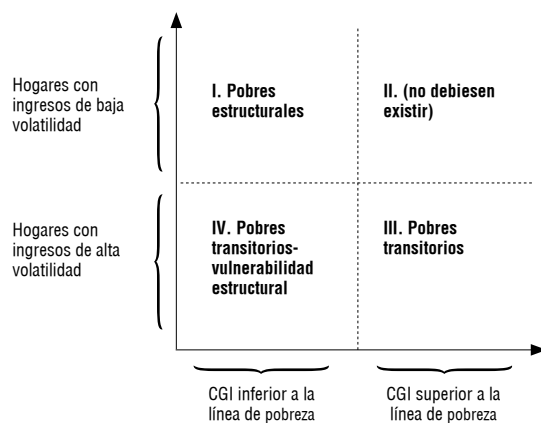 Hogares con
ingresos de baja
volatilidad
I. Pobres
estructurales
II. (no debiesen
existir)
Hogares con
ingresos de alta
volatilidad
IV. Pobres
transitorios-
vulnerabilidad
estructural
III. Pobres
transitorios
CGI inferior a la
línea de pobreza
CGI superior a la
línea de pobreza